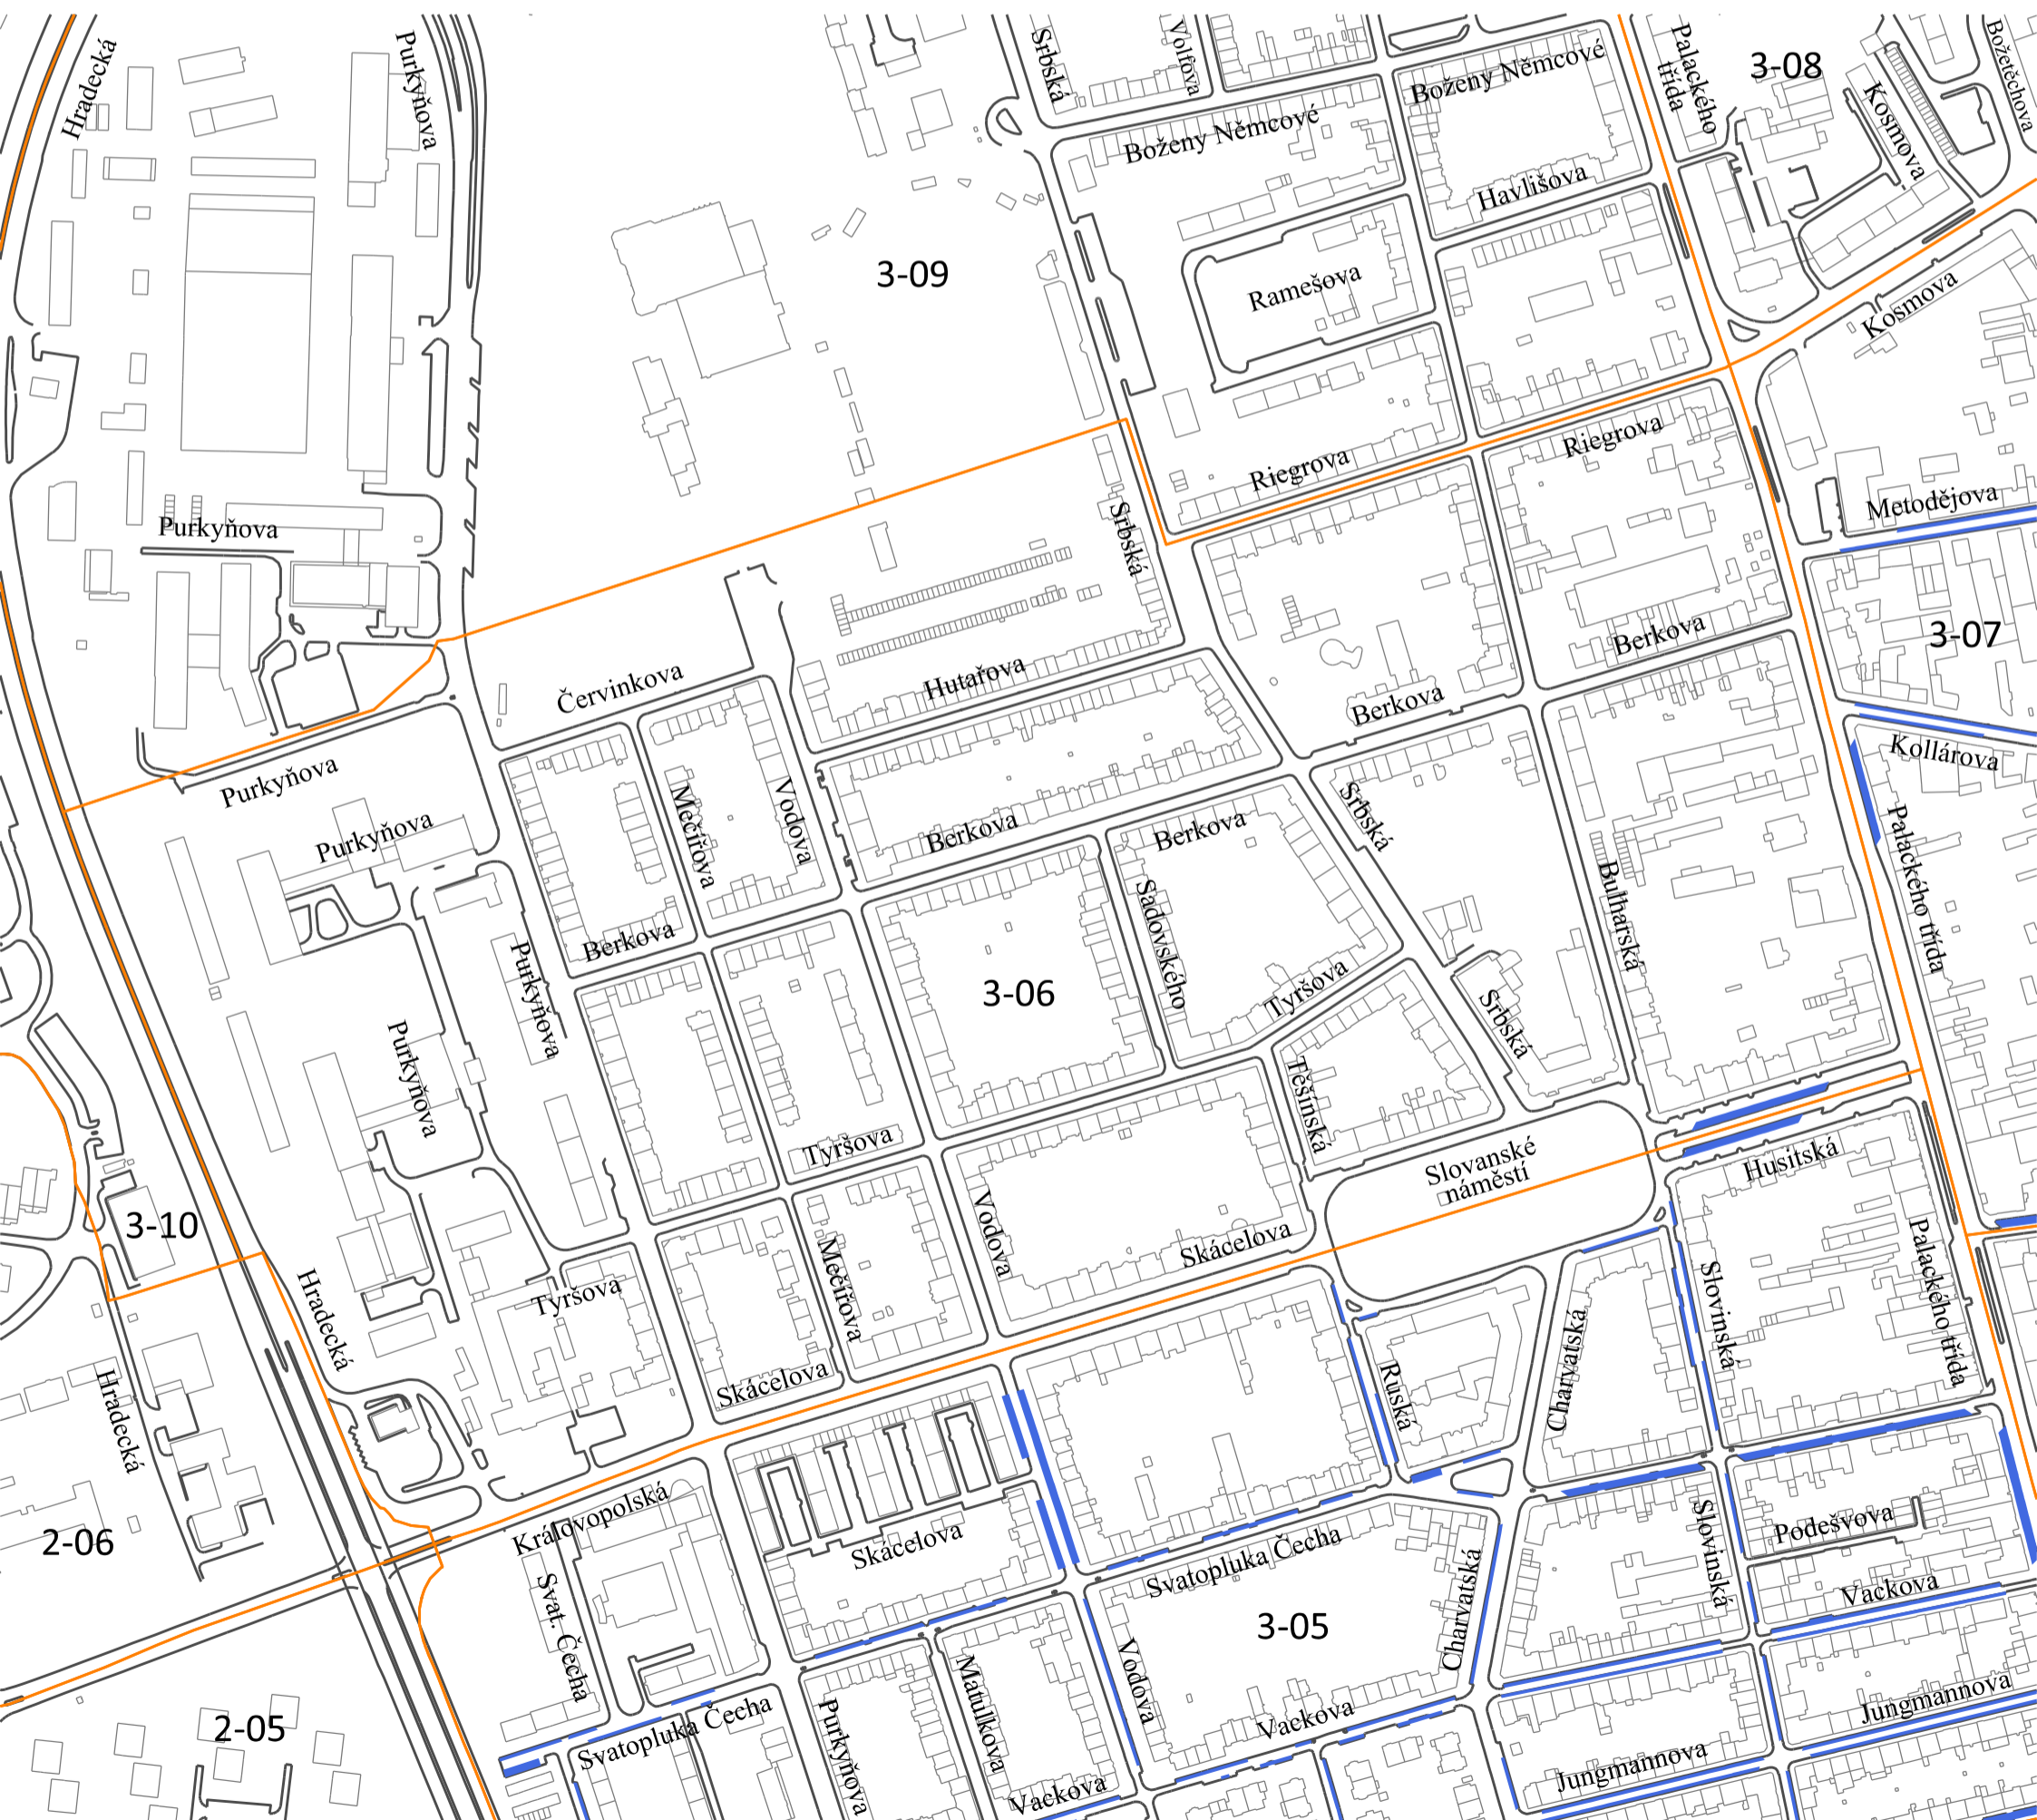 Hradecká
Purkyňova
Srbská
Volfova
Boženy Němcové
Boženy Němcové
Palackého
třída
3-08
Kosmova
Božetěchova
Havlišova
3-09
Ramešova
Kosmova
Riegrova
Riegrova
Metodějova
Purkyňova
Srbská
Berkova
3-07
Červinkova
Hutařova
Berkova
Kollárova
Purkyňova
Purkyňova
Mečířova
Vodova
Berkova
Berkova
Srbská
Bulharská
Palackého třída
Sadovského
Berkova
Purkyňova
3-06
Tyršova
Srbská
Purkyňova
Těšínská
Tyršova
Slovanské
náměstí
Husitská
3-10
Vodova
Skácelova
Mečířova
Hradecká
Tyršova
Slovinská
Palackého třída
Charvatská
Ruská
Skácelova
Hradecká
2-06
Královopolská
Skácelova
Svatopluka Čecha
Slovinská
Podešvova
Vackova
Svat. Čecha
3-05
Charvatská
Vodova
Matulkova
Vackova
Jungmannova
2-05
Svatopluka Čecha
Purkyňova
Vackova
Jungmannova